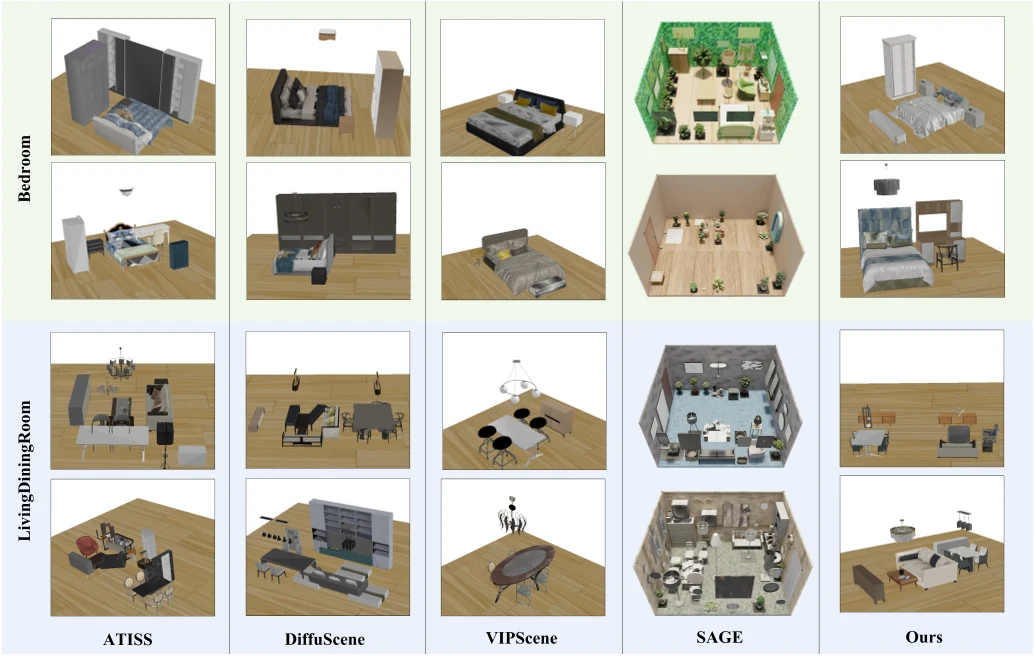 Bedroom
LivingDiningRoom
ATISS
DiffuScene
VIPScene
SAGE
Ours